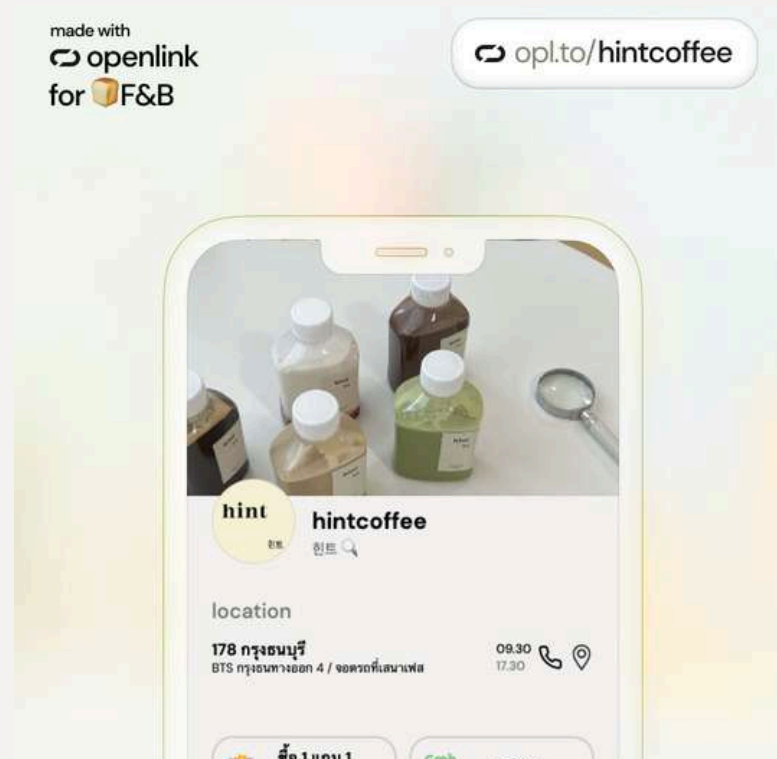 made with
openlink
for F&B
opl.to/hintcoffee
hint
hint
hint
힌트
hintcoffee
힌트
location
178 กรุงธนบุรี
BTS กรุงธนทางออก 4 / จอดรถที่เสนาเฟส
09.30
17.30
ซื้อ 1 แถม 1